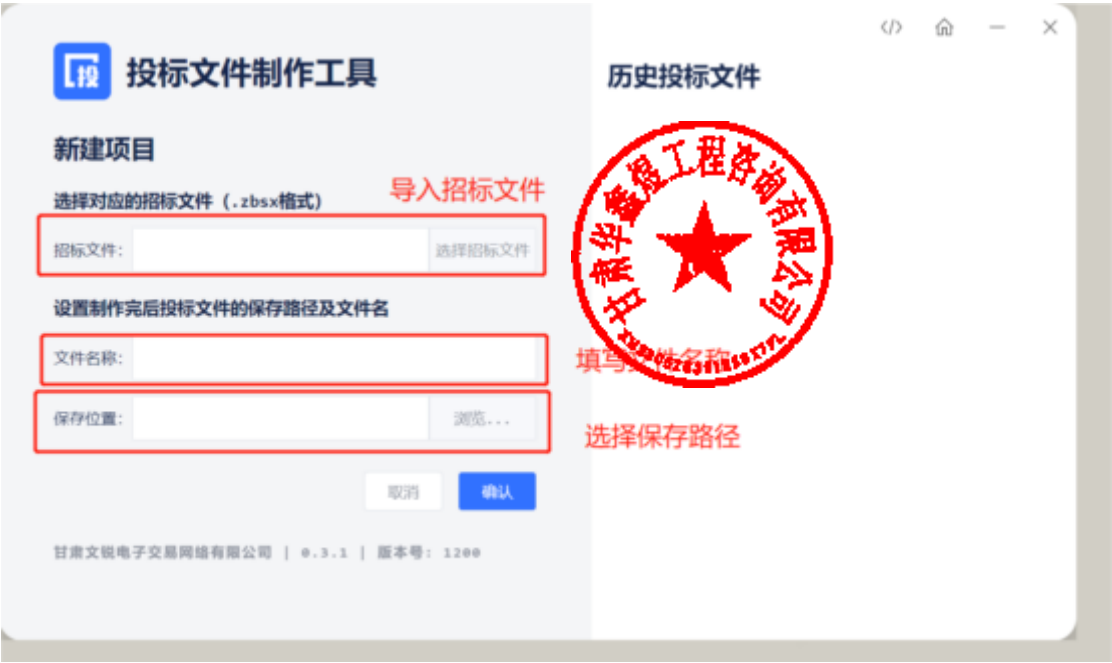 投标文件制作工具
历史投标文件
新建项目
导入招标文件
选择对应的招标文件（.zbsx格式）
招标文件：
选择招标文件
设置制作完后投标文件的保存路径及文件名
文件名称：
填写文件名称
保存位置：
浏览...
选择保存路径
取消
确认
甘肃文锐电子交易网络有限公司 | 0.3.1 | 版本号: 1200
投
甘肃华鑫煜工程咨询有限公司